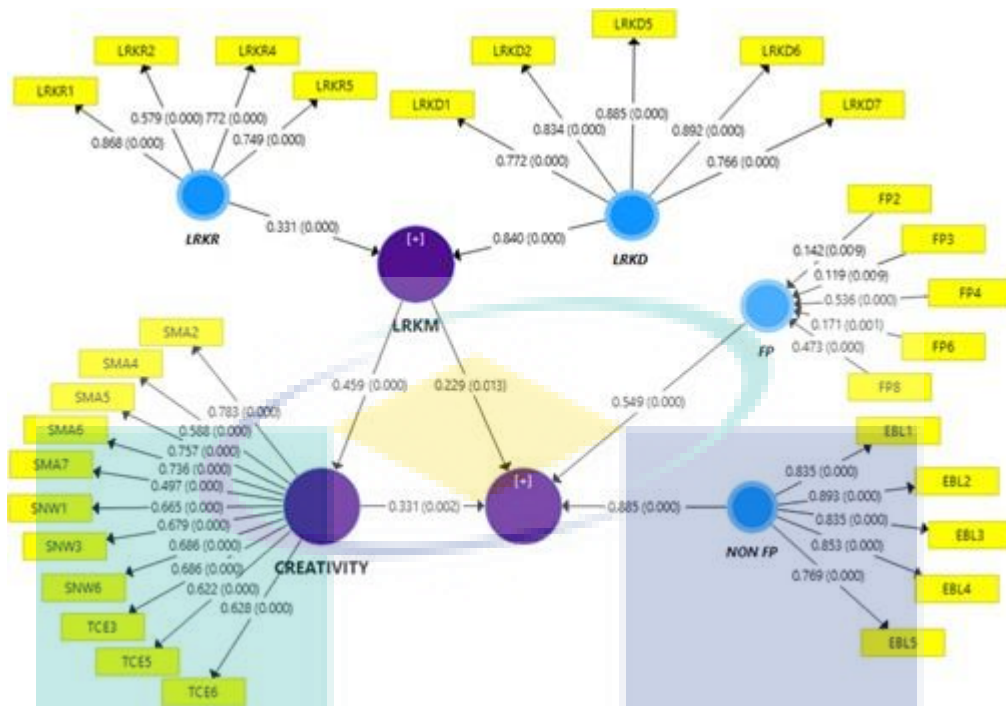 LRKD5
LRKR2
LRKR4
LRKD2
LRKD6
LRKR1
LRKR5
LRKD1
LRKD7
0.579 (0.000)
772 (0.000)
0.885 (0.000)
0.868 (0.000)
0.749 (0.000)
0.834 (0.000)
0.892 (0.000)
0.772 (0.000)
0.766 (0.000)
LRKR
0.331 (0.000)
0.840 (0.000)
LRKD
[+]
LRKM
FP2
FP3
FP4
FP6
FP8
0.142 (0.009)
0.119 (0.009)
0.536 (0.000)
0.171 (0.001)
0.473 (0.000)
FP
SMA2
SMA4
SMA5
SMA6
SMA7
SNW1
SNW3
SNW6
TCE3
TCE5
TCE6
0.783 (0.000)
0.588 (0.000)
0.757 (0.000)
0.736 (0.000)
0.497 (0.000)
0.665 (0.000)
0.679 (0.000)
0.686 (0.000)
0.686 (0.000)
0.622 (0.000)
0.628 (0.000)
CREATIVITY
0.459 (0.000)
0.229 (0.013)
0.549 (0.000)
0.331 (0.002)
[+]
0.885 (0.000)
NON FP
EBL1
EBL2
EBL3
EBL4
EBL5
0.835 (0.000)
0.893 (0.000)
0.835 (0.000)
0.853 (0.000)
0.769 (0.000)